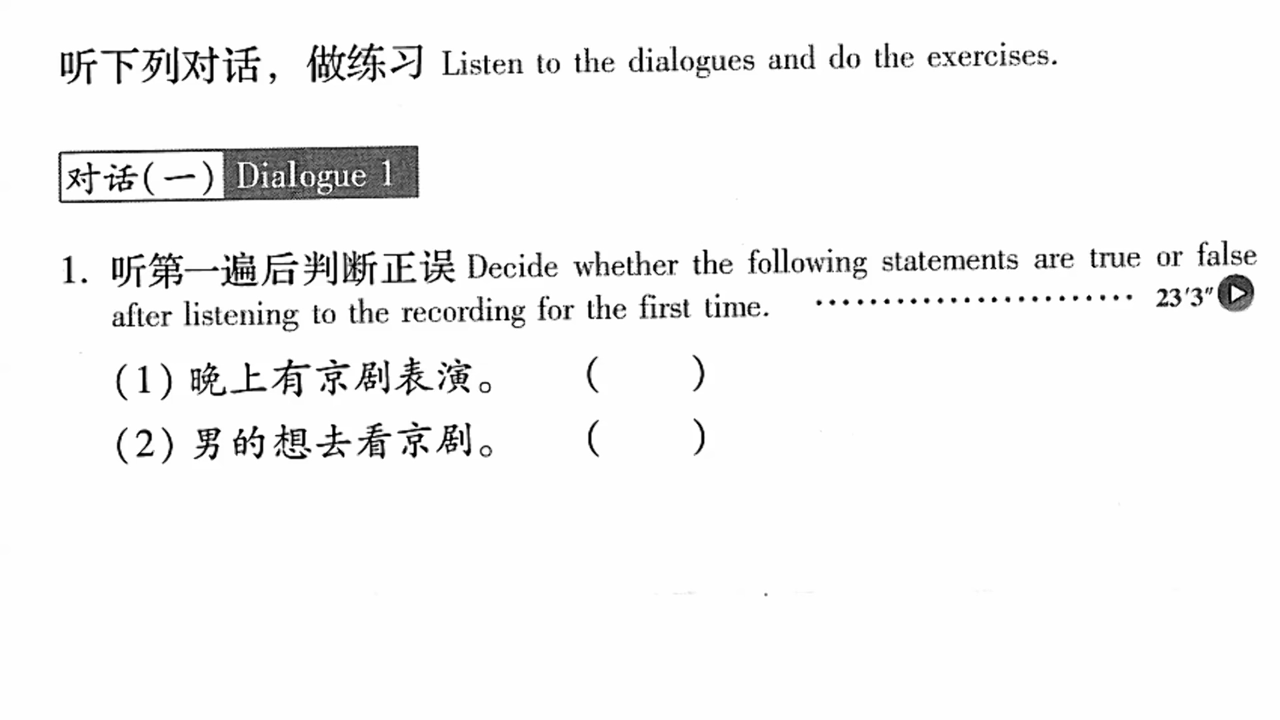 听下列对话，做练习 Listen to the dialogues and do the exercises.
对话(一) Dialogue 1
1. 听第一遍后判断正误 Decide whether the following statements are true or false
after listening to the recording for the first time. ························ 23′3″
(1) 晚上有京剧表演。 ( )
(2) 男的想去看京剧。 ( )